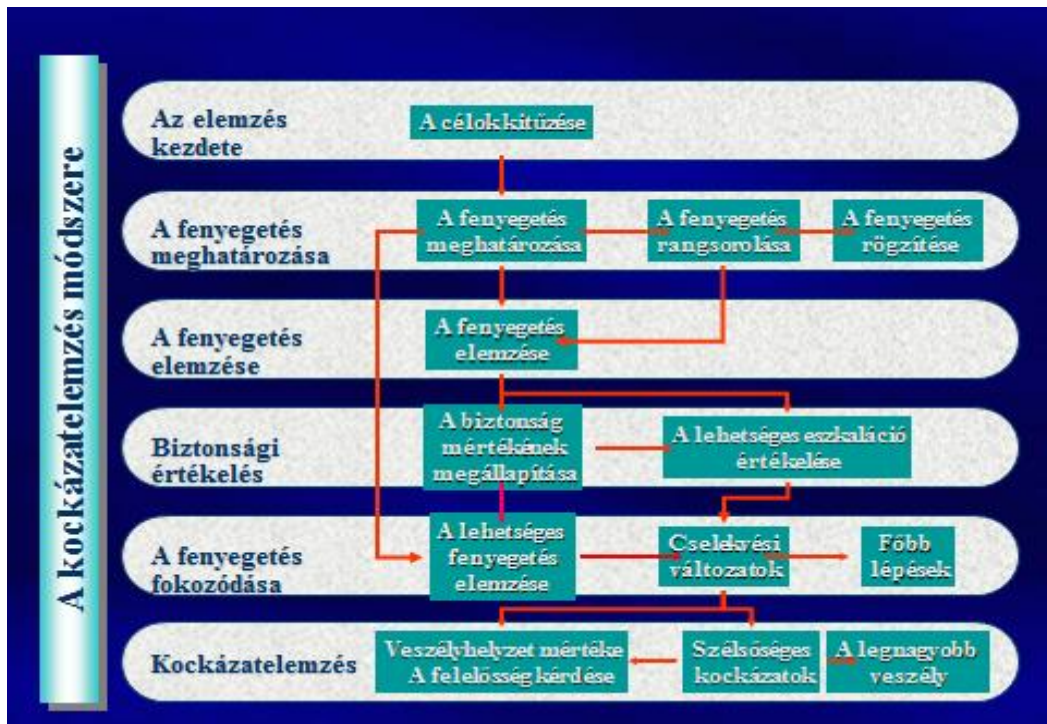 A kockázatelemzés módszere
Az elemzés
kezdete
A célok kitűzése
A fenyegetés
meghatározása
A fenyegetés
meghatározása
A fenyegetés
rangsorolása
A fenyegetés
rögzítése
A fenyegetés
elemzése
A fenyegetés
elemzése
Biztonsági
értékelés
A biztonság
mértékének
megállapítása
A lehetséges eszkaláció
értékelése
A fenyegetés
fokozódása
A lehetséges
fenyegetés
elemzése
Cselekvési
változatok
Főbb
lépések
Kockázatelemzés
Veszélyhelyzet mértéke
A felelősség kérdése
Szélsőséges
kockázatok
A legnagyobb
veszély